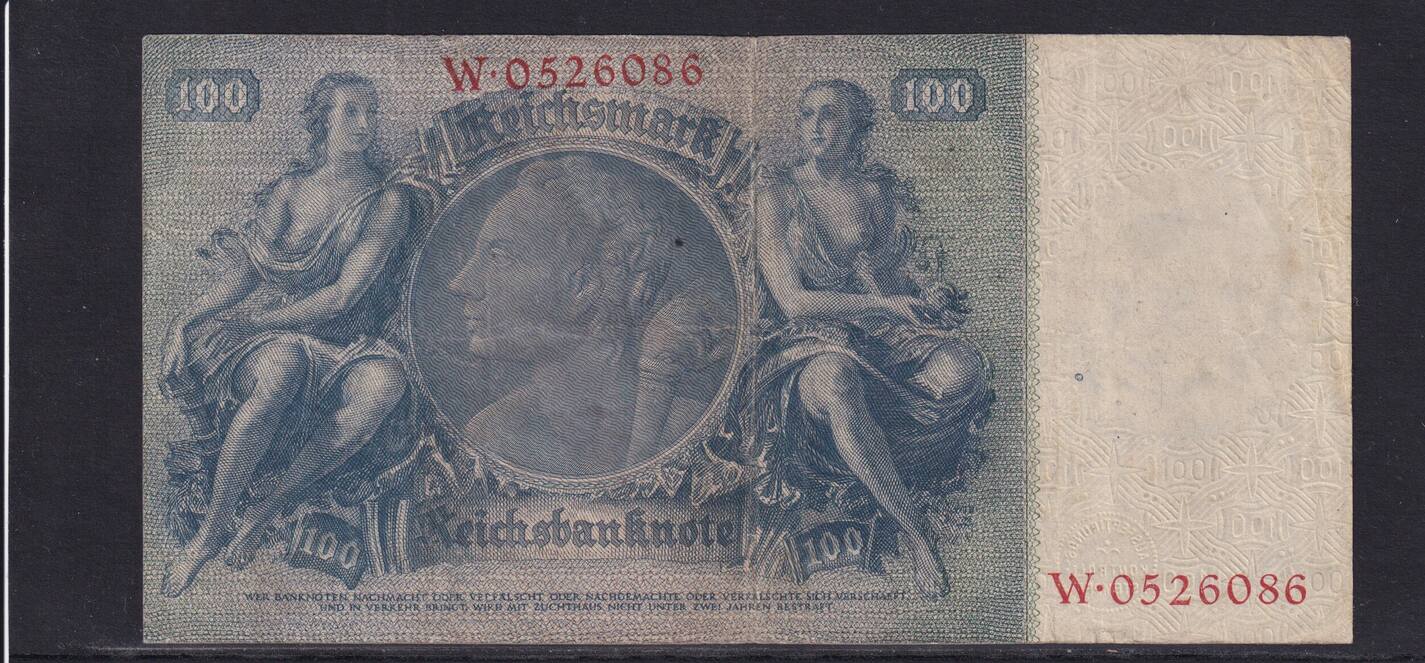 W·0526086
100
100
Reichsmark
Reichsbanknote
100
100
WER BANKNOTEN NACHMACHT ODER VERFÄLSCHT ODER NACHGEMACHTE ODER VERFÄLSCHTE SICH VERSCHAFFT
UND IN VERKEHR BRINGT, WIRD MIT ZUCHTHAUS NICHT UNTER ZWEI JAHREN BESTRAFT.
W·0526086